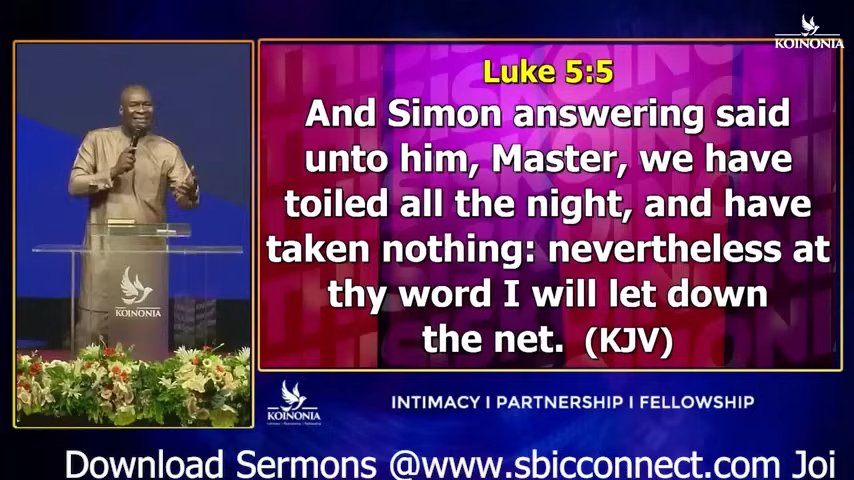 KOINONIA
Luke 5:5
And Simon answering said
unto him, Master, we have
toiled all the night, and have
taken nothing: nevertheless at
thy word I will let down
the net. (KJV)
KOINONIA
KOINONIA
INTIMACY I PARTNERSHIP I FELLOWSHIP
Download Sermons @www.sbicconnect.com Joi